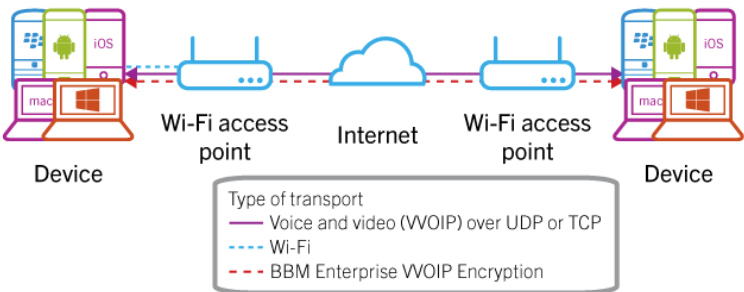 iOS
iOS
mac
mac
Wi-Fi access
point
Internet
Wi-Fi access
point
Device
Device
Type of transport
Voice and video (VVOIP) over UDP or TCP
Wi-Fi
BBM Enterprise VVOIP Encryption